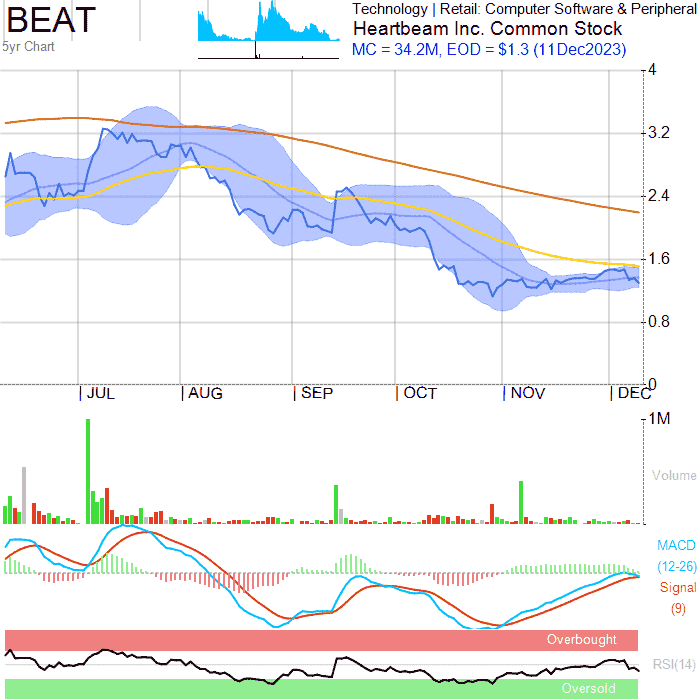 BEAT
5yr Chart
Technology | Retail: Computer Software & Peripheral
Heartbeam Inc. Common Stock
MC = 34.2M, EOD = $1.3 (11Dec2023)
4
3.2
2.4
1.6
0.8
0
JUL
AUG
SEP
OCT
NOV
DEC
1M
Volume
MACD
(12-26)
Signal
(9)
Overbought
RSI(14)
Oversold